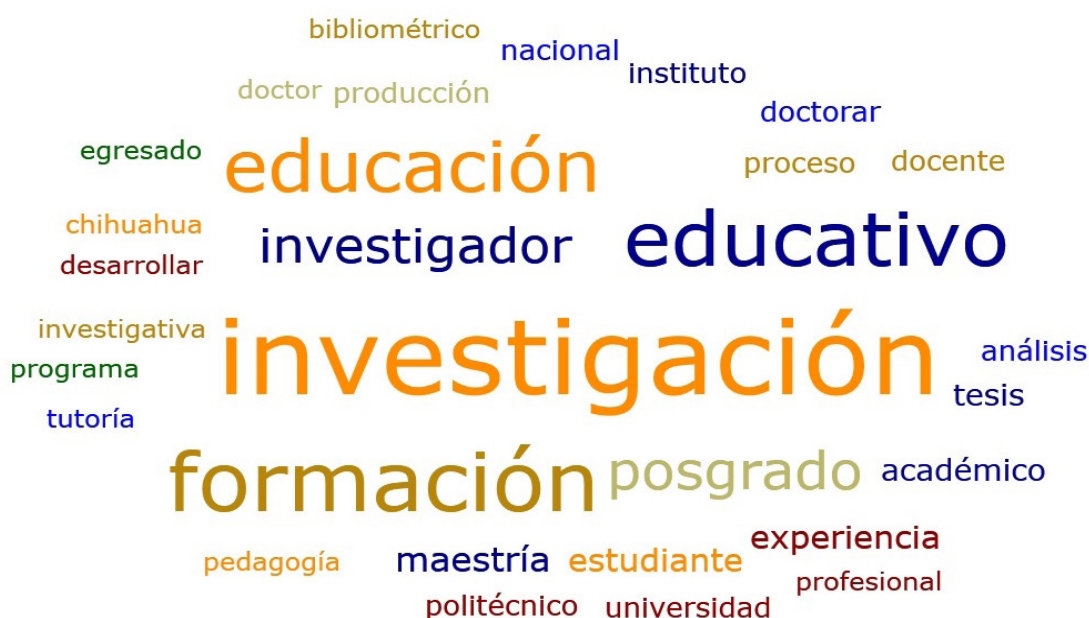 bibliométrico
nacional
instituto
doctor producción
doctorar
egresado
educación
proceso docente
chihuahua
investigador
educativo
desarrollar
investigativa
investigación
análisis
programa
tesis
tutoría
formación
posgrado
académico
experiencia
pedagogía
maestría
estudiante
profesional
politécnico
universidad